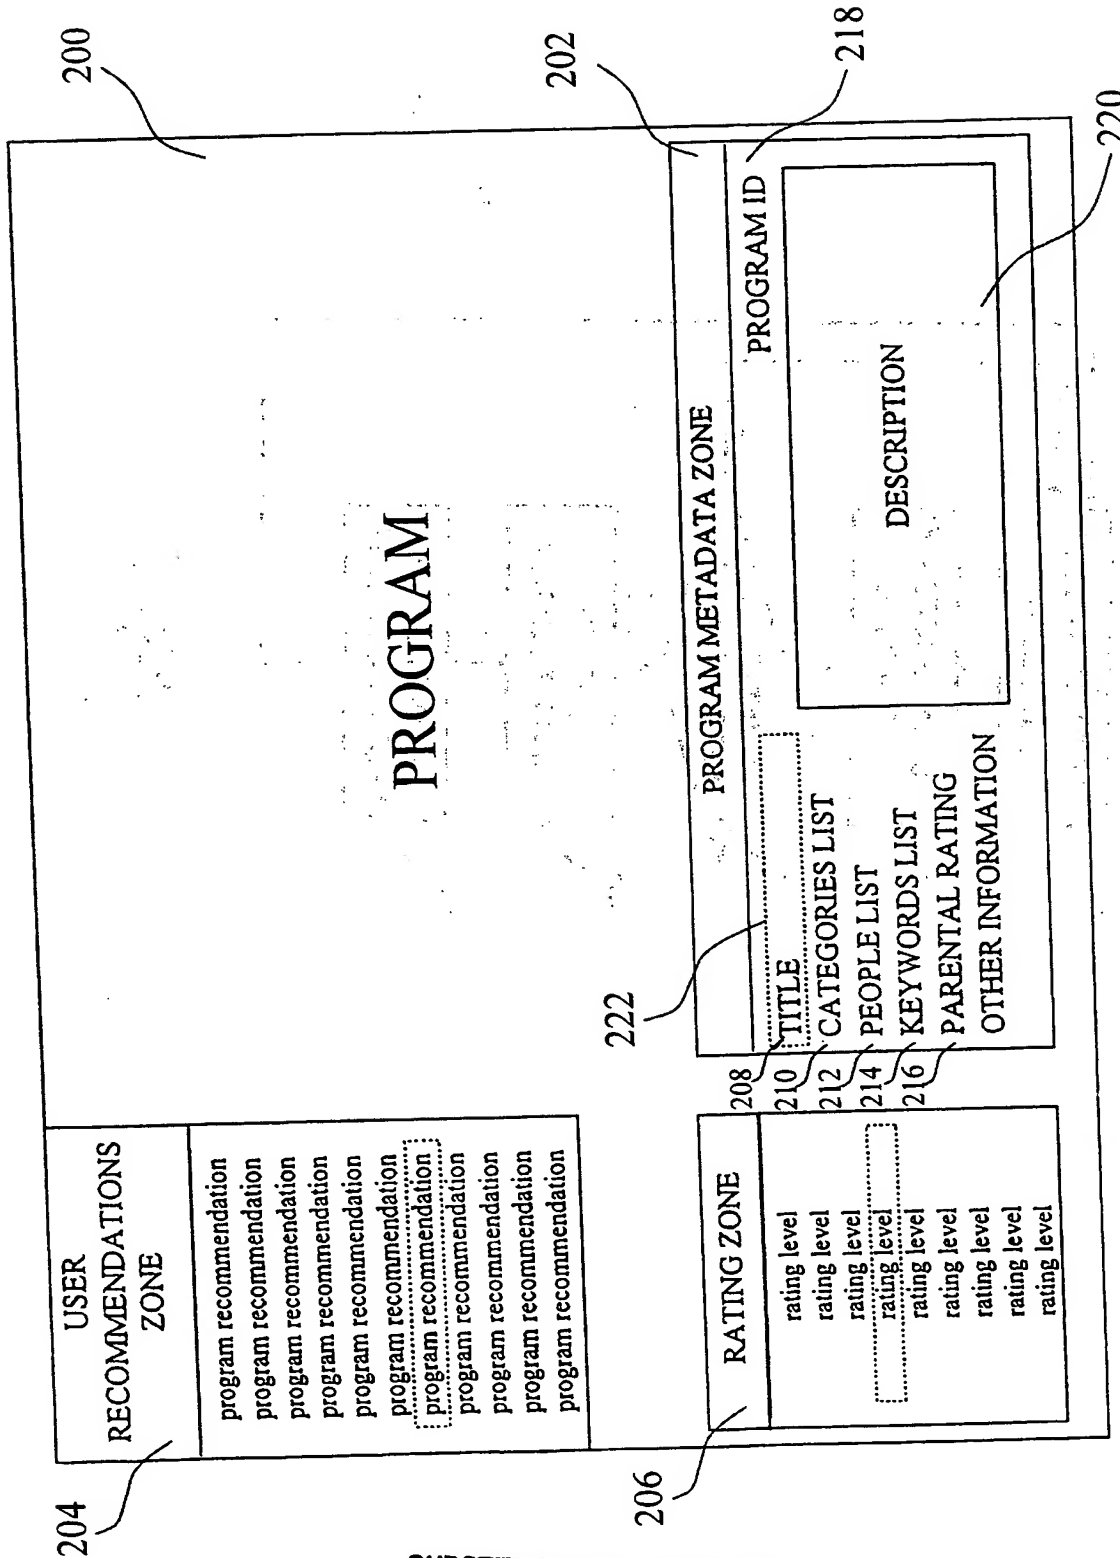 200
USER
RECOMMENDATIONS
ZONE
204
program recommendation
program recommendation
program recommendation
program recommendation
program recommendation
program recommendation
program recommendation
program recommendation
program recommendation
program recommendation
program recommendation
PROGRAM
202
206
RATING ZONE
rating level
rating level
rating level
rating level
rating level
rating level
rating level
rating level
rating level
222
PROGRAM METADATA ZONE
208 TITLE
PROGRAM ID 218
210 CATEGORIES LIST
212 PEOPLE LIST
214 KEYWORDS LIST
216 PARENTAL RATING
OTHER INFORMATION
DESCRIPTION
220